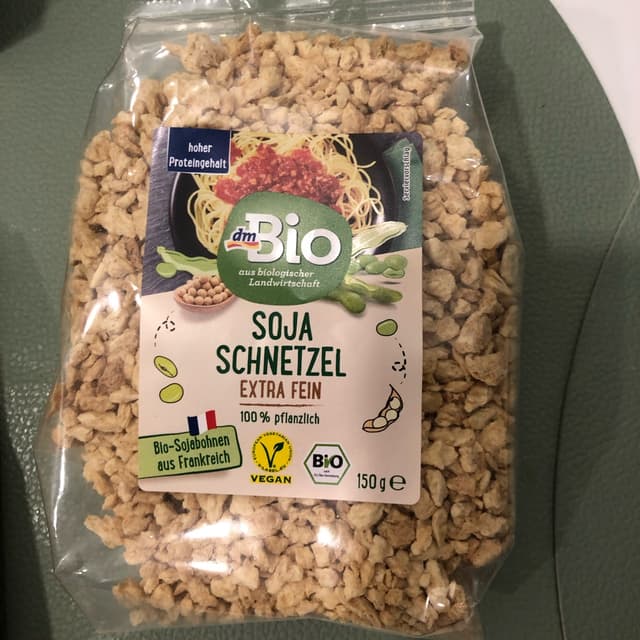 hoher
Proteingehalt
Serviervorschlag
dm
Bio
aus biologischer
Landwirtschaft
SOJA
SCHNETZEL
EXTRA FEIN
100 % pflanzlich
Bio-Sojabohnen
aus Frankreich
VEGAN
BiO
150 g e